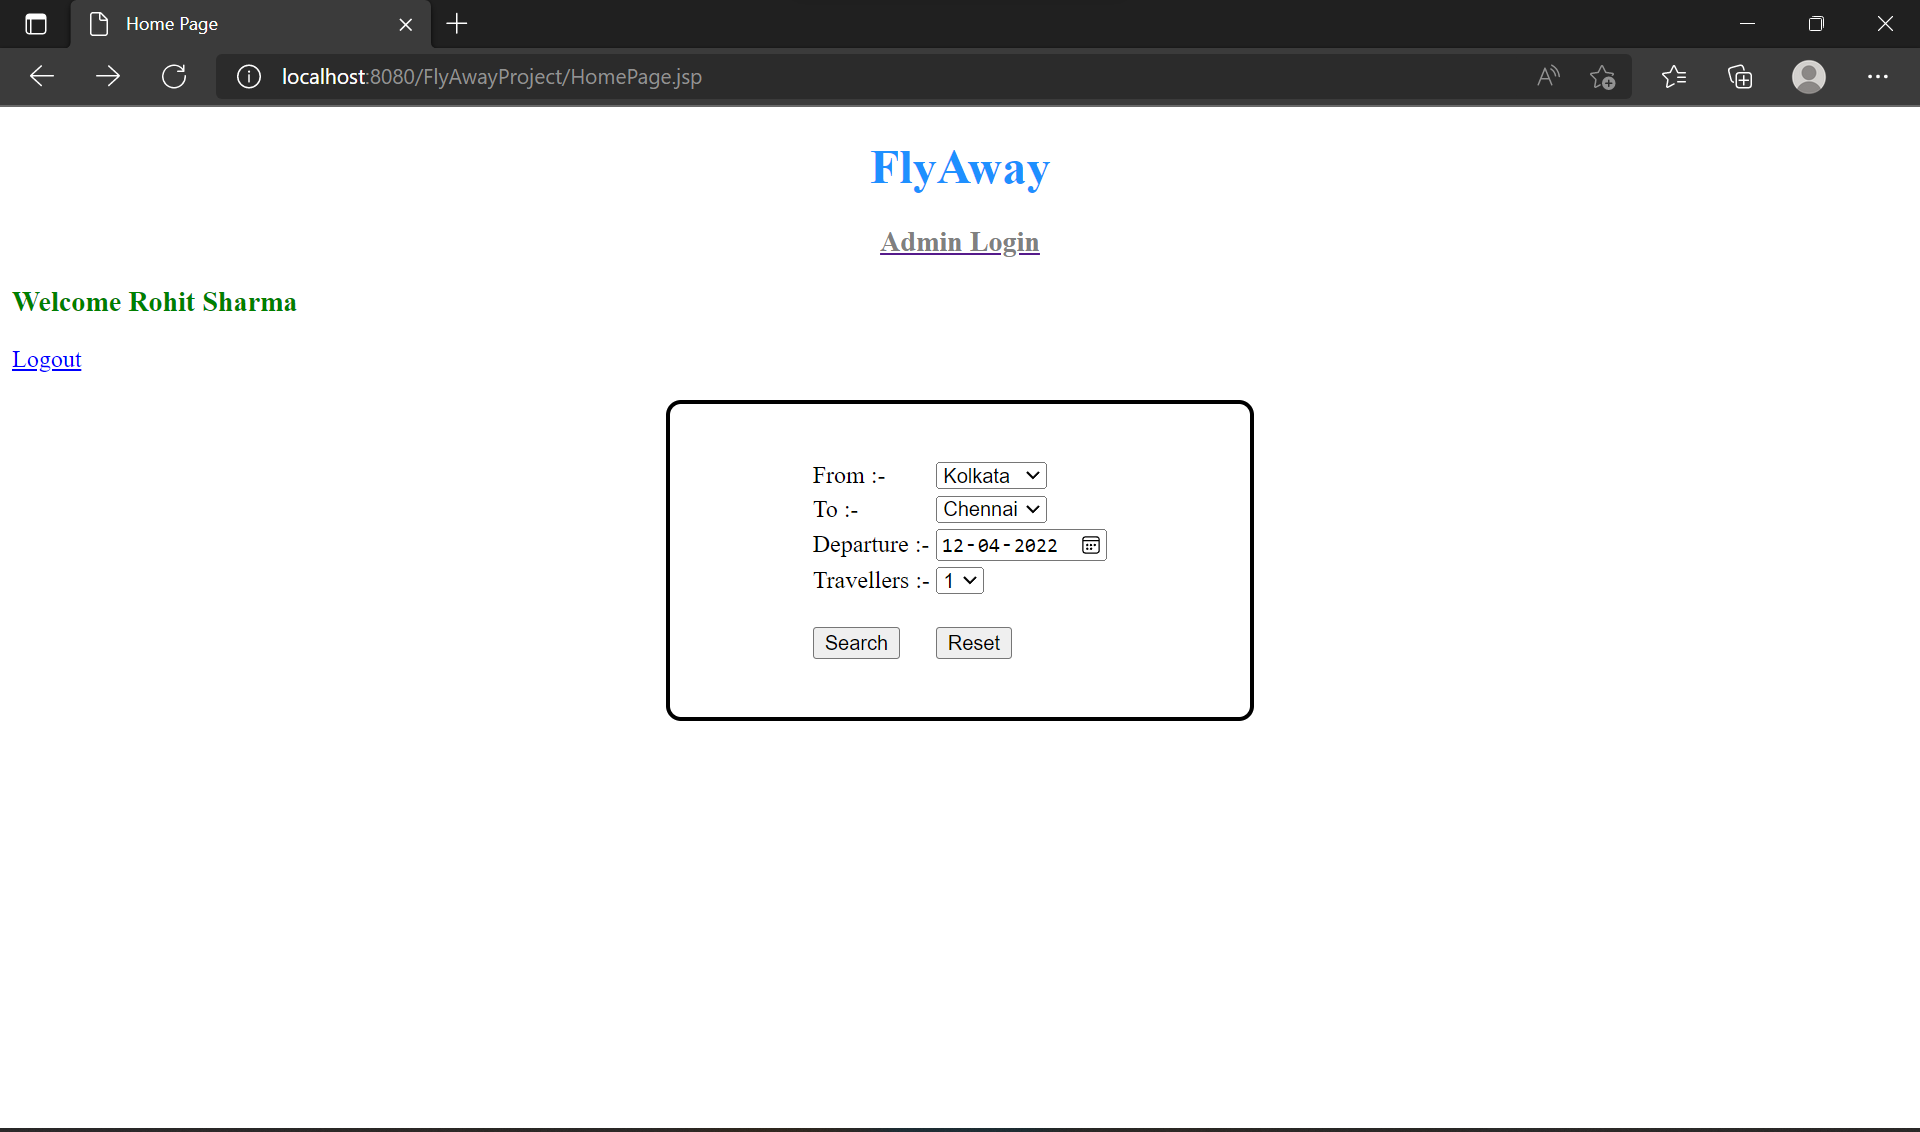 Home Page
localhost:8080/FlyAwayProject/HomePage.jsp
FlyAway
Admin Login
Welcome Rohit Sharma
Logout
From :- Kolkata
To :- Chennai
Departure :- 12-04-2022
Travellers :- 1
Search Reset